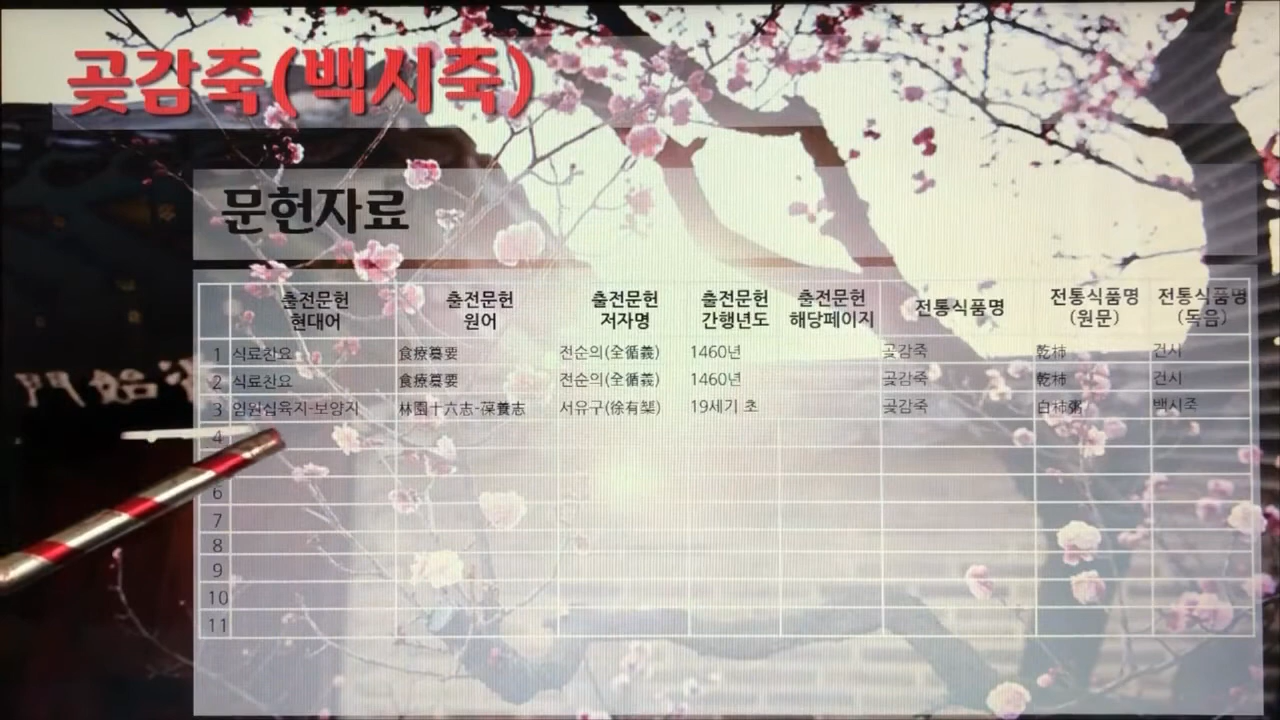 곶감죽(백시죽)
문헌자료
출전문헌 현대어 출전문헌 원어 출전문헌 저자명 출전문헌 간행년도 출전문헌 해당페이지 전통식품명 전통식품명 (원문) 전통식품명 (독음)
1 식료찬요 食療簒要 전순의(全循義) 1460년 곶감죽 乾柿 건시
2 식료찬요 食療簒要 전순의(全循義) 1460년 곶감죽 乾柿 건시
3 임원십육지-보양지 林園十六志-葆養志 서유구(徐有榘) 19세기 초 곶감죽 白柿粥 백시죽
4
6
7
8
9
10
11